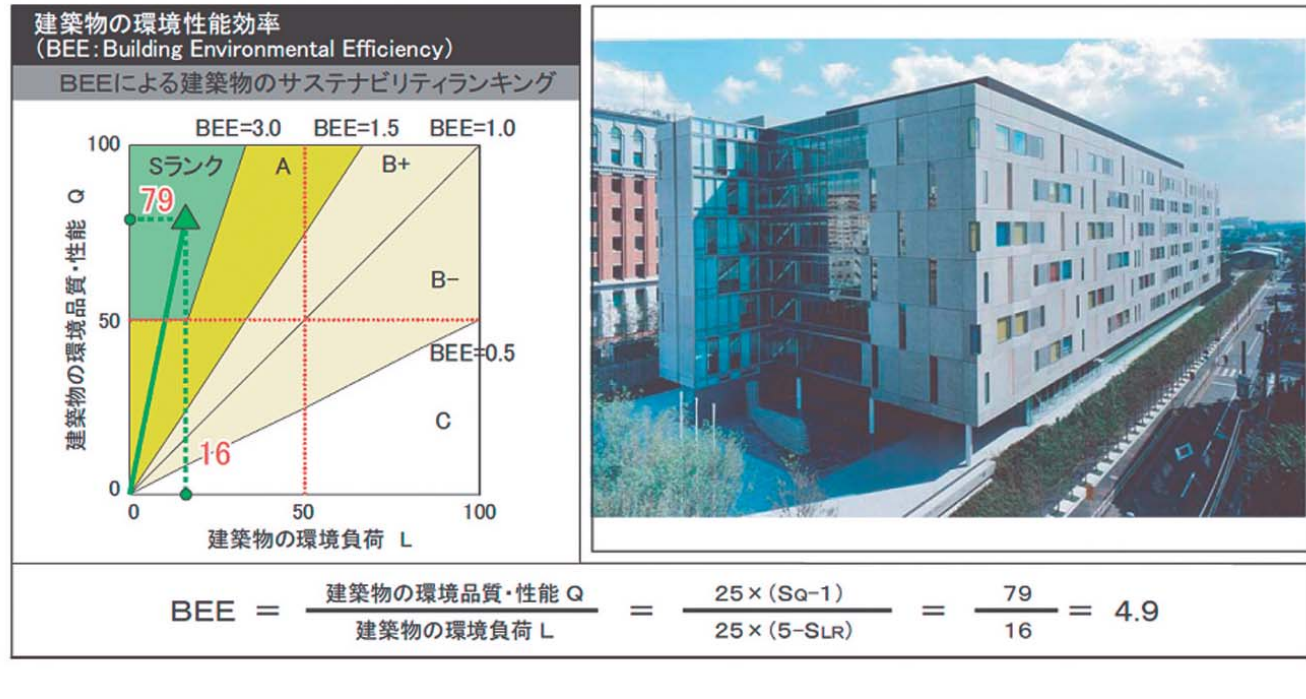 建築物の環境性能効率
(BEE:Building Environmental Efficiency)
BEEによる建築物のサステナビリティランキング
BEE=3.0 BEE=1.5 BEE=1.0
100
Sランク A B+
79
建築物の環境品質・性能 Q
B-
50
BEE=0.5
C
16
0
0 50 100
建築物の環境負荷 L
BEE = 建築物の環境品質・性能 Q / 建築物の環境負荷 L = 25×(SQ-1) / 25×(5-SLR) = 79 / 16 = 4.9